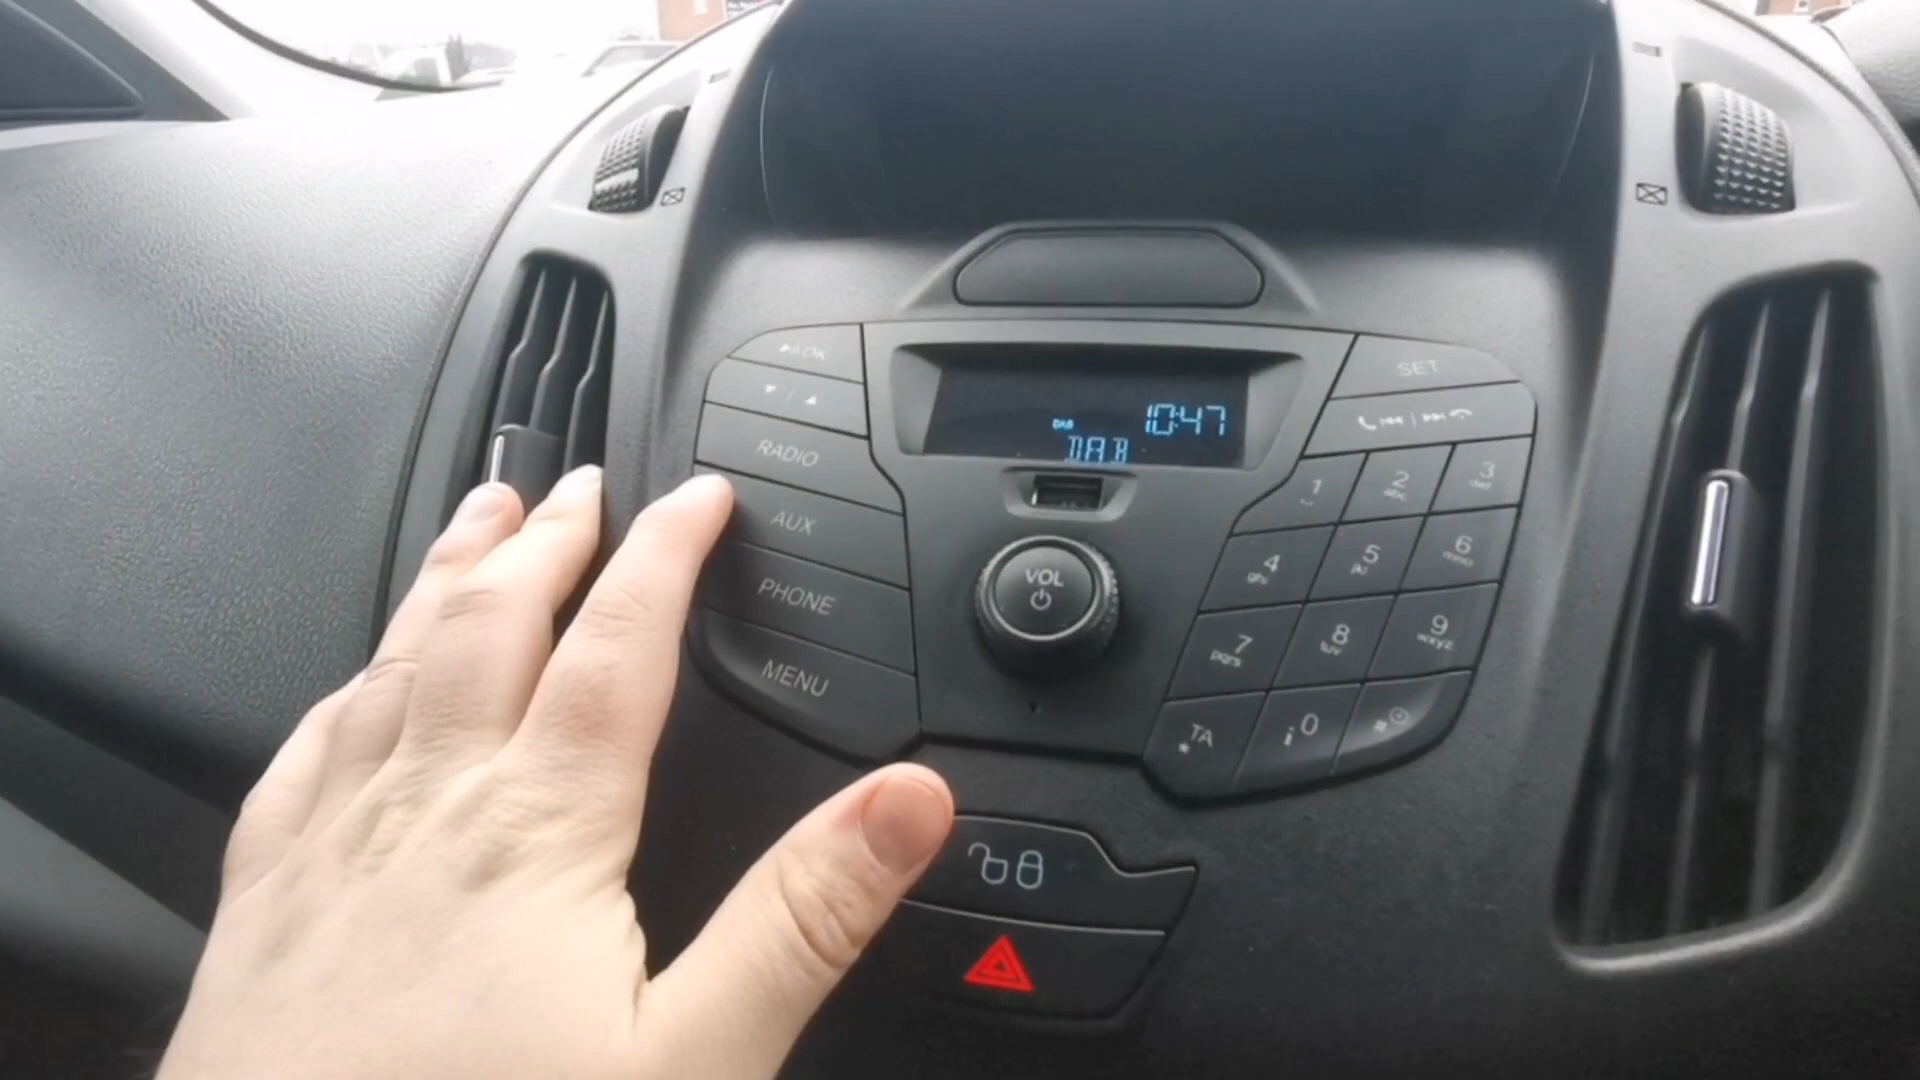 OK
SET
10:47
DAB
DAB
RADIO
AUX
PHONE
MENU
VOL
1
2 abc
3 def
4 ghi
5 jkl
6 mno
7 pqrs
8 tuv
9 wxyz
* TA
i 0
#